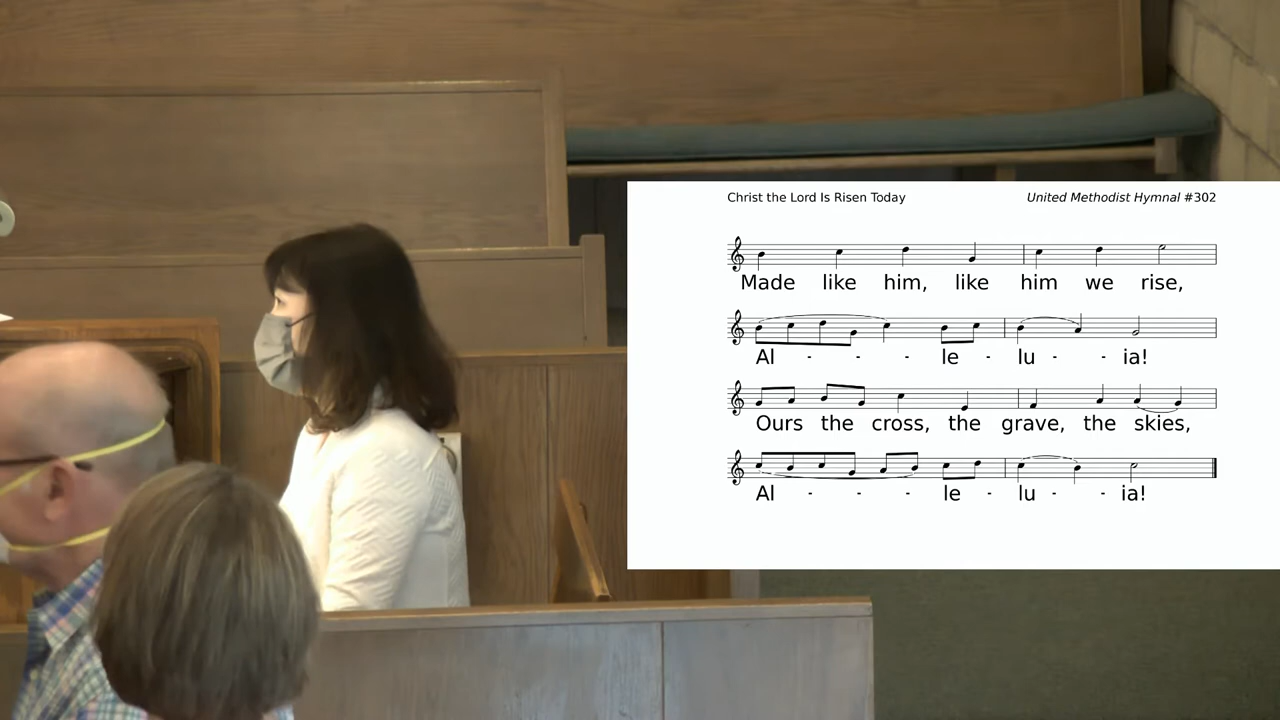 Christ the Lord Is Risen Today
United Methodist Hymnal #302
Made like him, like him we rise,
Al - - - le - lu - - ia!
Ours the cross, the grave, the skies,
Al - - - le - lu - - ia!